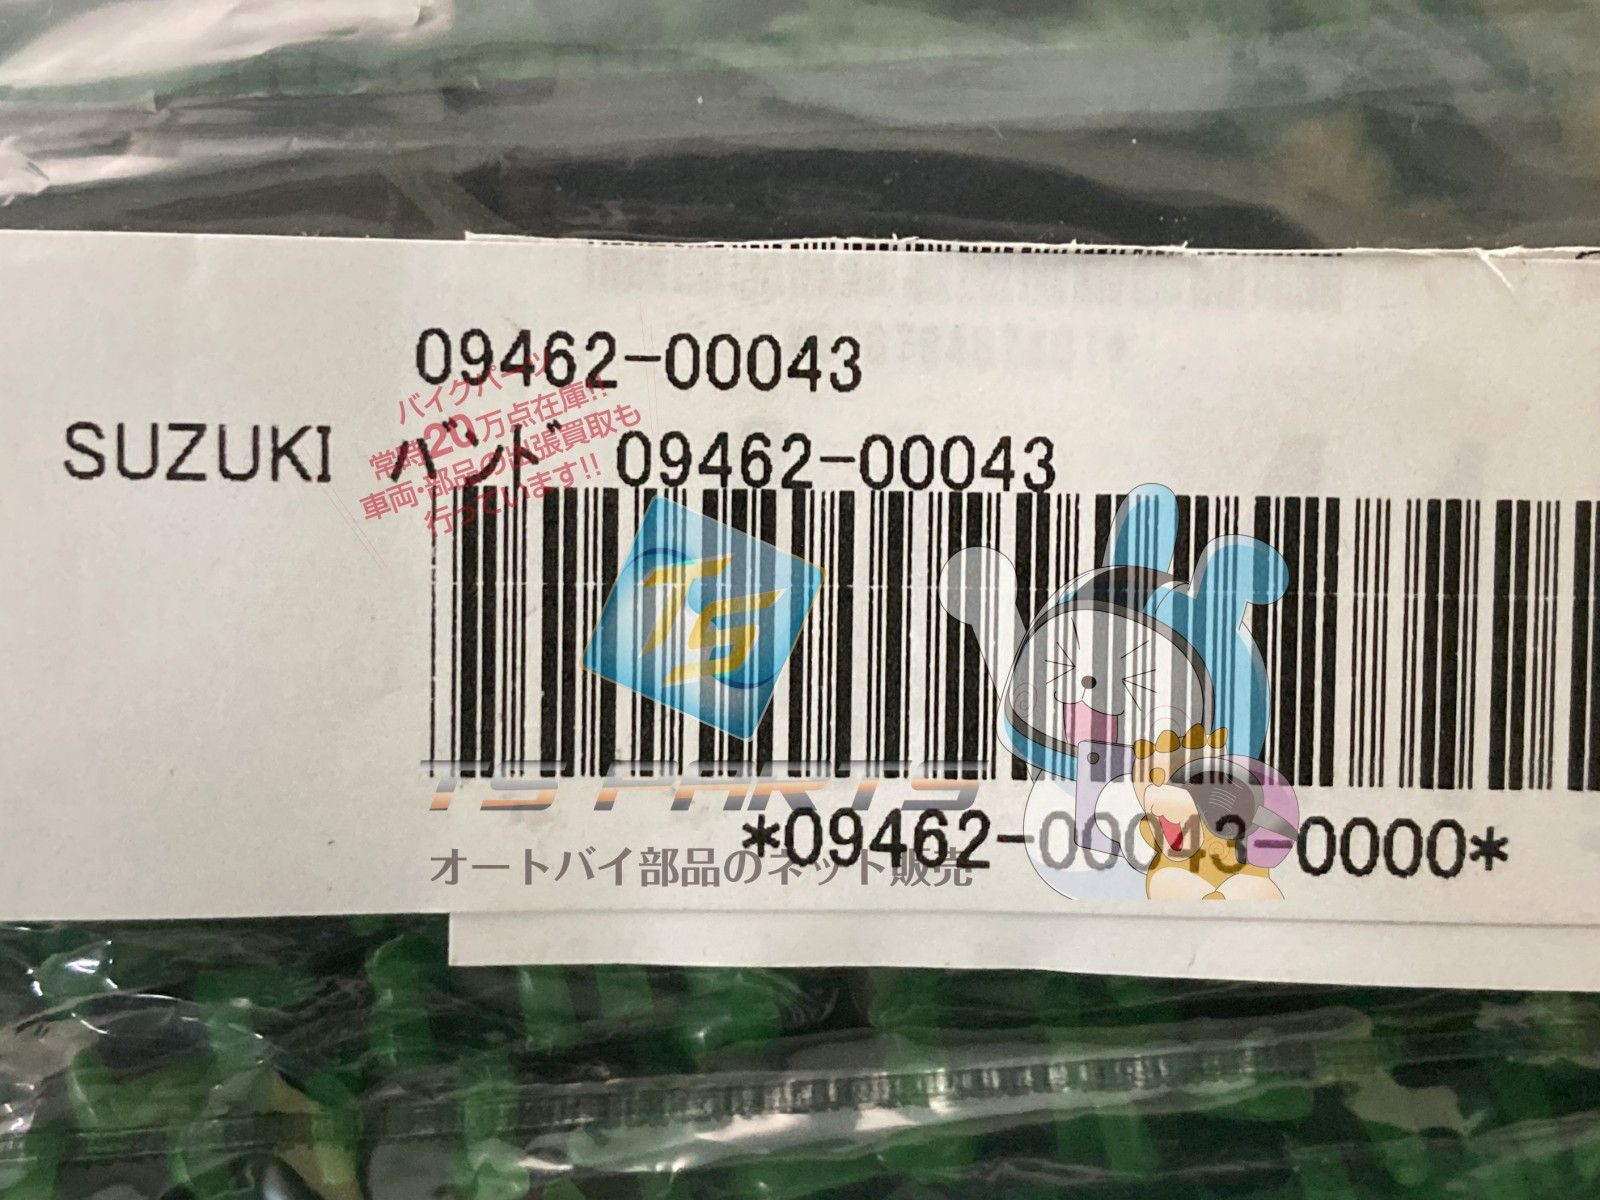 09462-00043
SUZUKI バンド 09462-00043
バイクパーツ
常時20万点在庫!!
車両・部品の出張買取も
行っています!!
TS
TS PARTS
*09462-00043-0000*
オートバイ部品のネット販売